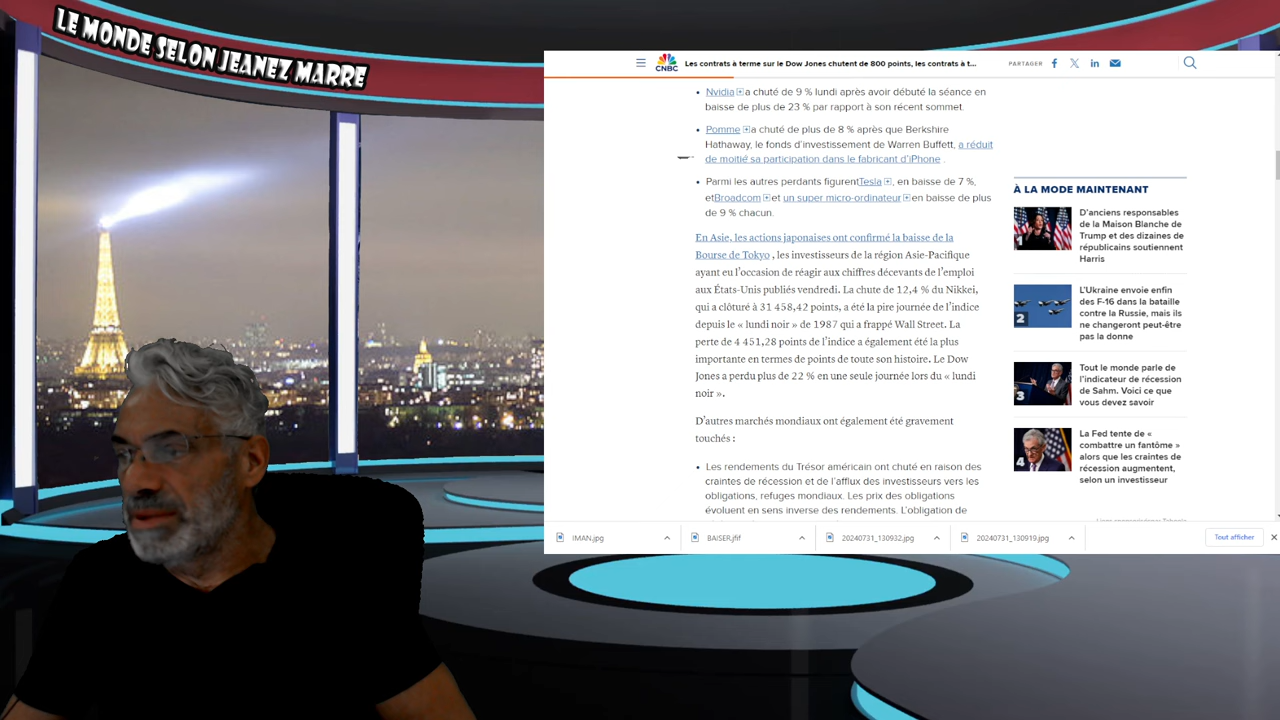 LE MONDE SELON JEANEZ MARRE
CNBC
Les contrats à terme sur le Dow Jones chutent de 800 points, les contrats à t...
PARTAGER
Nvidia a chuté de 9 % lundi après avoir débuté la séance en
baisse de plus de 23 % par rapport à son récent sommet.
Pomme a chuté de plus de 8 % après que Berkshire
Hathaway, le fonds d'investissement de Warren Buffett, a réduit
de moitié sa participation dans le fabricant d'iPhone .
Parmi les autres perdants figurentTesla , en baisse de 7 %,
etBroadcom et un super micro-ordinateur en baisse de plus
de 9 % chacun.
En Asie, les actions japonaises ont confirmé la baisse de la
Bourse de Tokyo , les investisseurs de la région Asie-Pacifique
ayant eu l'occasion de réagir aux chiffres décevants de l'emploi
aux États-Unis publiés vendredi. La chute de 12,4 % du Nikkei,
qui a clôturé à 31 458,42 points, a été la pire journée de l'indice
depuis le « lundi noir » de 1987 qui a frappé Wall Street. La
perte de 4 451,28 points de l'indice a également été la plus
importante en termes de points de toute son histoire. Le Dow
Jones a perdu plus de 22 % en une seule journée lors du « lundi
noir ».
D'autres marchés mondiaux ont également été gravement
touchés :
Les rendements du Trésor américain ont chuté en raison des
craintes de récession et de l'afflux des investisseurs vers les
obligations, refuges mondiaux. Les prix des obligations
évoluent en sens inverse des rendements. L'obligation de
À LA MODE MAINTENANT
1
D'anciens responsables
de la Maison Blanche de
Trump et des dizaines de
républicains soutiennent
Harris
2
L'Ukraine envoie enfin
des F-16 dans la bataille
contre la Russie, mais ils
ne changeront peut-être
pas la donne
3
Tout le monde parle de
l'indicateur de récession
de Sahm. Voici ce que
vous devez savoir
4
La Fed tente de «
combattre un fantôme »
alors que les craintes de
récession augmentent,
selon un investisseur
IMAN.jpg
BAISER.jfif
20240731_130932.jpg
20240731_130919.jpg
Tout afficher